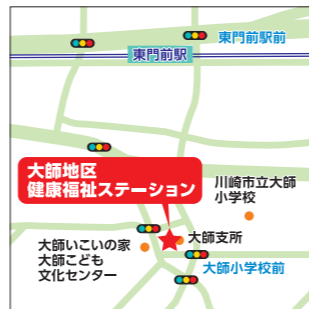 東門前駅前
東門前駅
大師地区
健康福祉ステーション
川崎市立大師
小学校
大師支所
大師いこいの家
大師こども
文化センター
大師小学校前